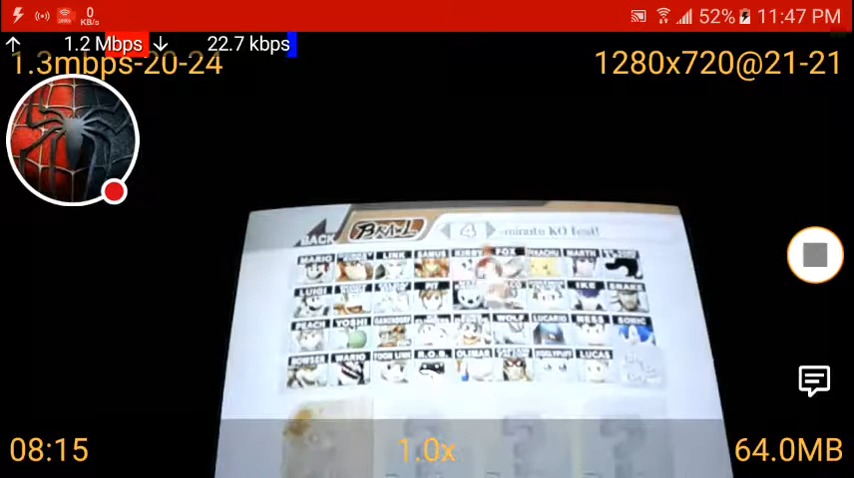 0 KB/s 52% 11:47 PM
1.2 Mbps 22.7 kbps
1.3mbps-20-24 1280x720@21-21
BACK BRAWL 4 -minute KO fest!
MARIO LINK SAMUS KIRBY FOX PIKACHU MARTH
LUIGI PIT IKE SNAKE
PEACH YOSHI GANONDORF WOLF LUCARIO NESS SONIC
BOWSER WARIO TOON LINK R.O.B. OLIMAR JIGGLYPUFF LUCAS
08:15 1.0x 64.0MB